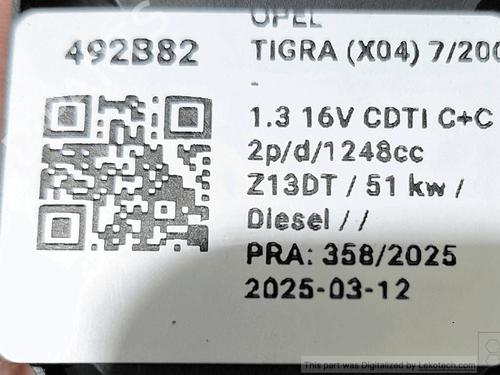 OPEL
492B82
TIGRA (X04) 7/200
-
1.3 16V CDTI C+C
2p/d/1248cc
Z13DT / 51 kw /
Diesel / /
PRA: 358/2025
2025-03-12
This part was Digitalized by Lekotech.com